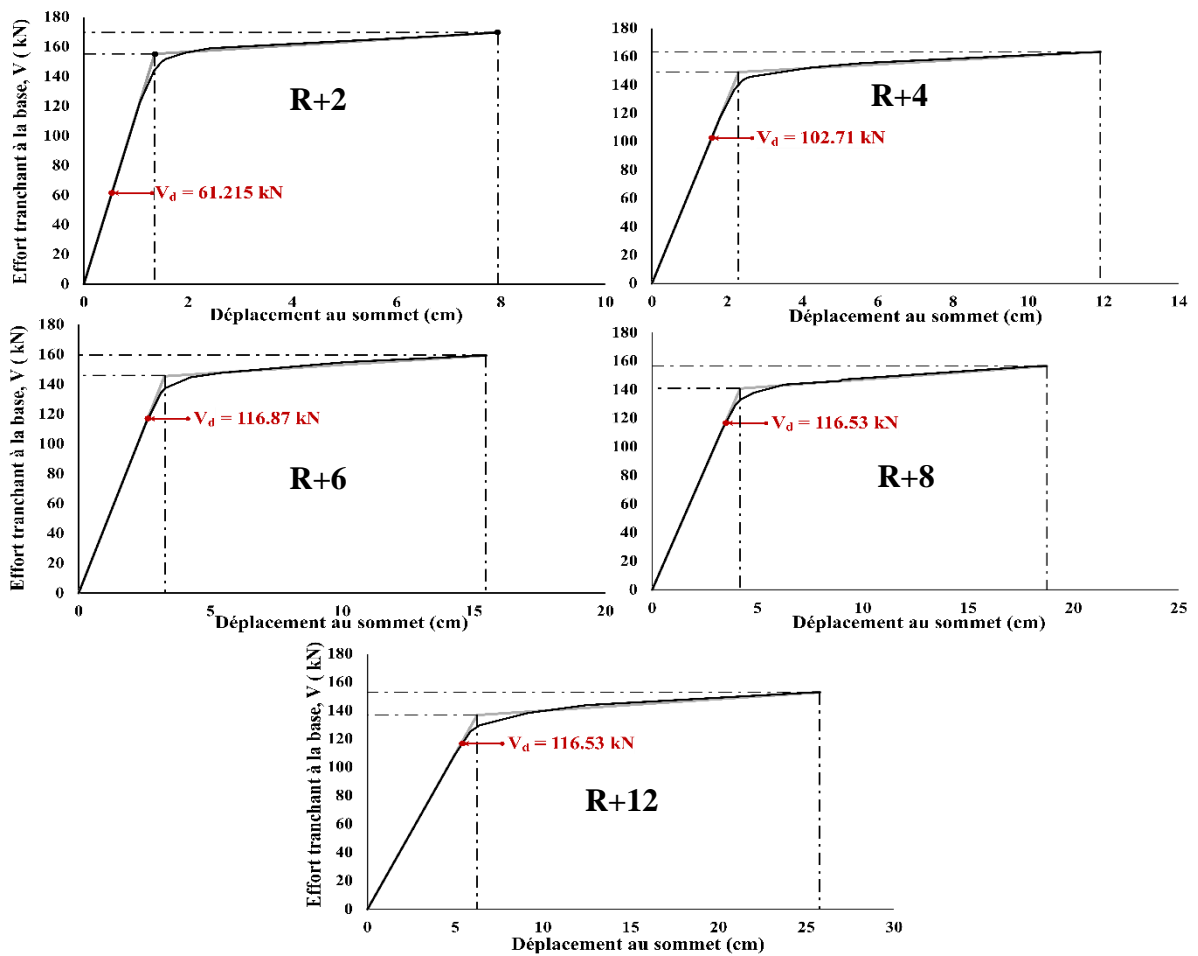 Effort tranchant à la base, V ( kN)
180
160
140
120
100
80
60
40
20
0
R+2
V_d = 61.215 kN
0 2 4 6 8 10
Déplacement au sommet (cm)
180
160
140
120
100
80
60
40
20
0
R+4
V_d = 102.71 kN
0 2 4 6 8 10 12 14
Déplacement au sommet (cm)
Effort tranchant à la base, V ( kN)
180
160
140
120
100
80
60
40
20
0
V_d = 116.87 kN
R+6
0 5 10 15 20
Déplacement au sommet (cm)
180
160
140
120
100
80
60
40
20
0
V_d = 116.53 kN
R+8
0 5 10 15 20 25
Déplacement au sommet (cm)
Effort tranchant à la base, V ( kN)
180
160
140
120
100
80
60
40
20
0
V_d = 116.53 kN
R+12
0 5 10 15 20 25 30
Déplacement au sommet (cm)